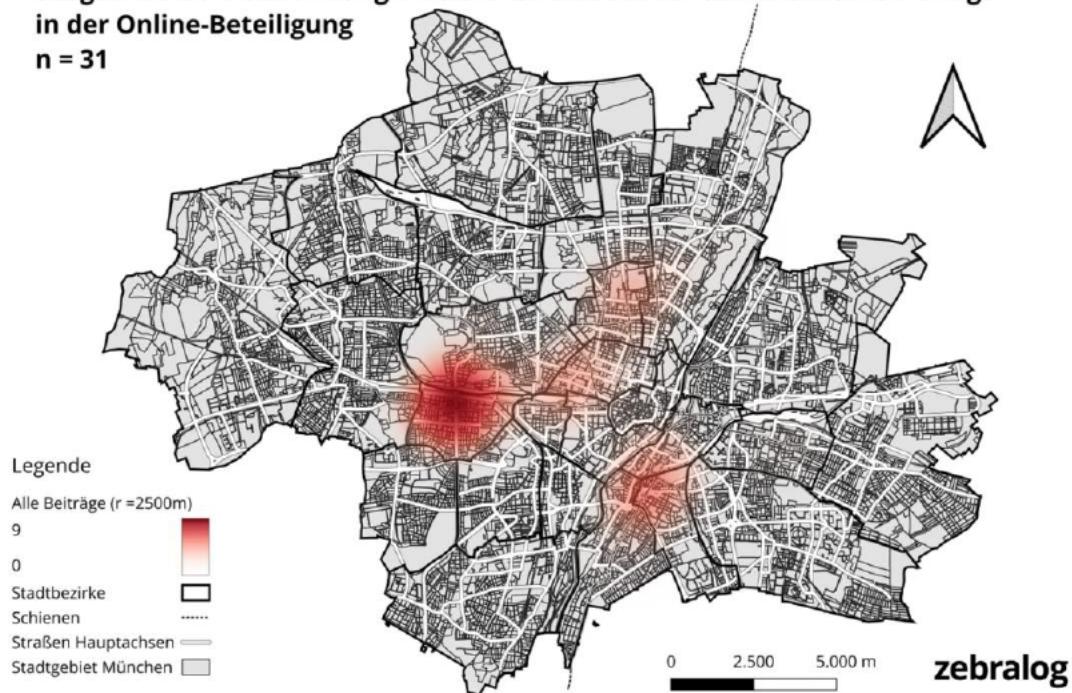 in der Online-Beteiligung
n = 31
Legende
Alle Beiträge (r =2500m)
9
0
Stadtbezirke
Schienen
Straßen Hauptachsen
Stadtgebiet München
0 2.500 5.000 m
zebralog